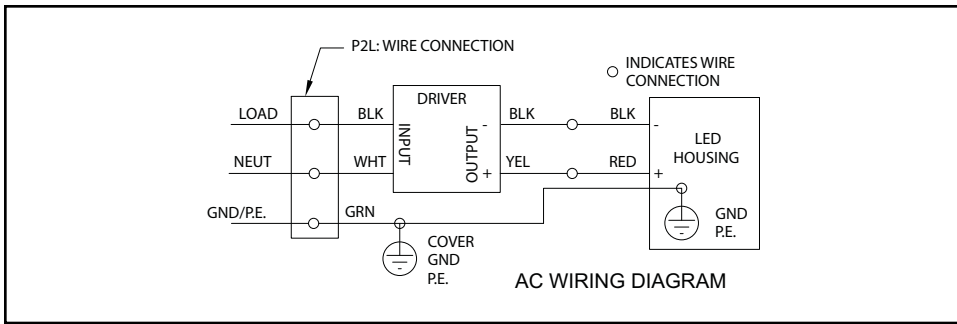 P2L: WIRE CONNECTION
INDICATES WIRE
CONNECTION
DRIVER
LOAD
BLK
INPUT
OUTPUT
-
BLK
BLK
-
LED
HOUSING
NEUT
WHT
+
YEL
RED
+
GND/P.E.
GRN
COVER
GND
P.E.
GND
P.E.
AC WIRING DIAGRAM